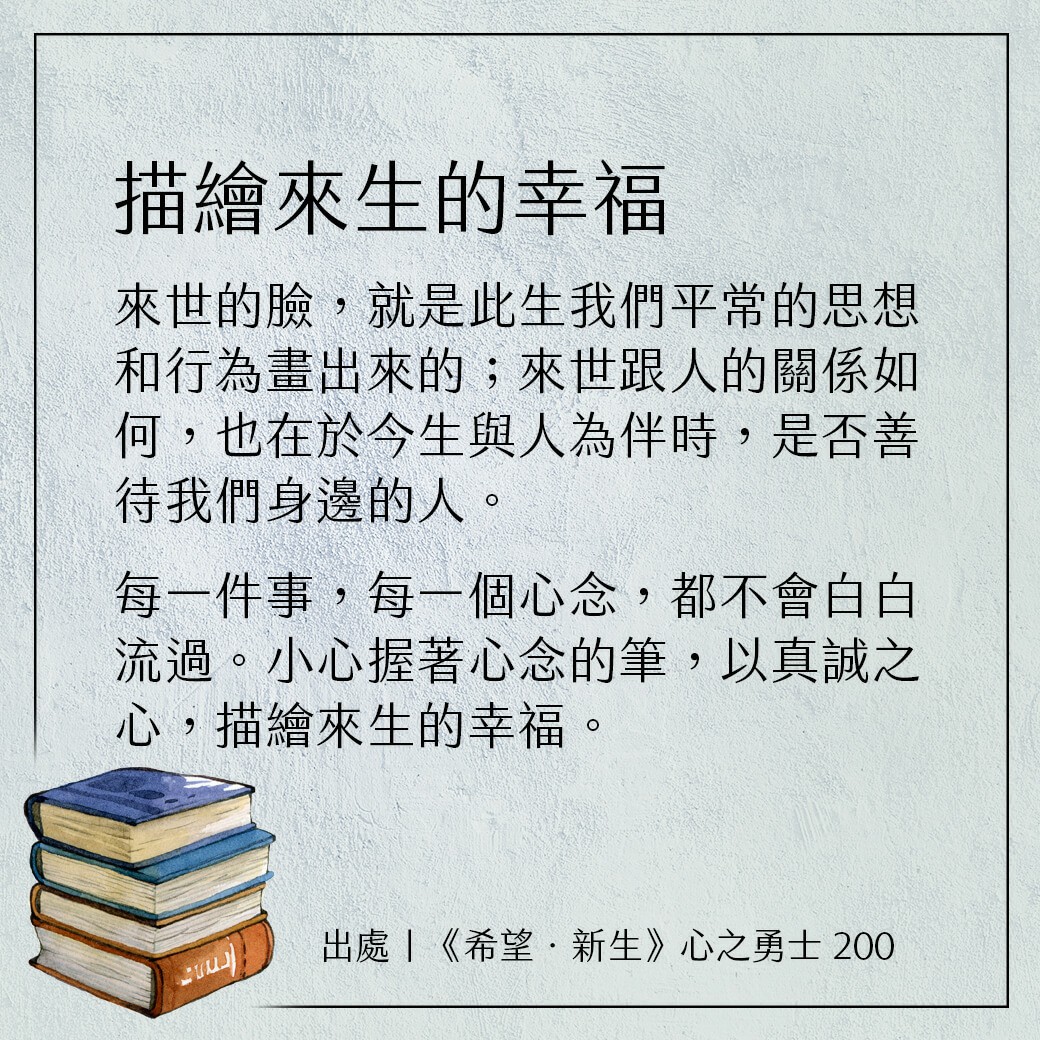 描繪來生的幸福
來世的臉，就是此生我們平常的思想
和行為畫出來的；來世跟人的關係如
何，也在於今生與人為伴時，是否善
待我們身邊的人。
每一件事，每一個心念，都不會白白
流過。小心握著心念的筆，以真誠之
心，描繪來生的幸福。
出處｜《希望．新生》心之勇士 200